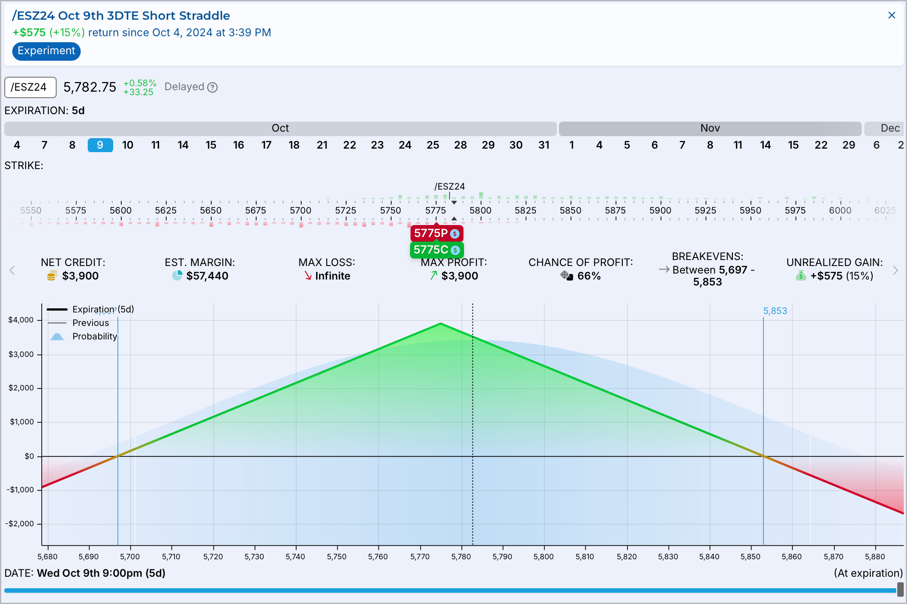 /ESZ24 Oct 9th 3DTE Short Straddle
+$575 (+15%) return since Oct 4, 2024 at 3:39 PM
Experiment
/ESZ24 5,782.75 +0.58% +33.25 Delayed ?
EXPIRATION: 5d
Oct Nov Dec
4 7 8 9 10 11 14 15 16 17 18 21 22 23 24 25 28 29 30 31 1 4 5 6 7 8 11 14 15 22 29 6 2
STRIKE:
/ESZ24
5550 5575 5600 5625 5650 5675 5700 5725 5750 5775 5800 5825 5850 5875 5900 5925 5950 5975 6000 6025
5775P $
5775C $
NET CREDIT: EST. MARGIN: MAX LOSS: MAX PROFIT: CHANCE OF PROFIT: BREAKEVENS: UNREALIZED GAIN:
$3,900 $57,440 Infinite $3,900 66% Between 5,697 - 5,853 +$575 (15%)
Expiration (5d)
Previous
Probability
5,853
$4,000
$3,000
$2,000
$1,000
$0
-$1,000
-$2,000
5,680 5,690 5,700 5,710 5,720 5,730 5,740 5,750 5,760 5,770 5,780 5,790 5,800 5,810 5,820 5,830 5,840 5,850 5,860 5,870 5,880
DATE: Wed Oct 9th 9:00pm (5d) (At expiration)